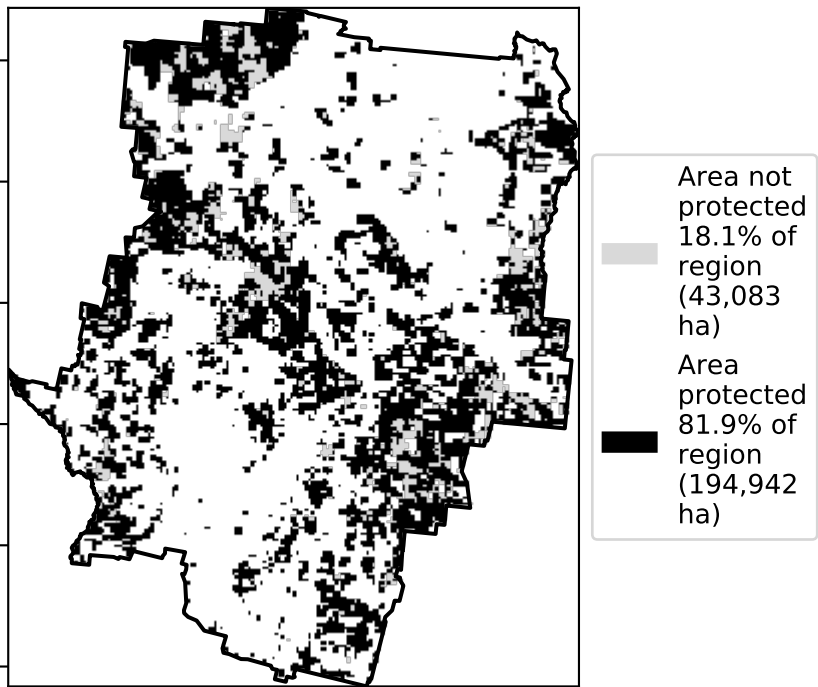 Area not
protected
18.1% of
region
(43,083
ha)
Area
protected
81.9% of
region
(194,942
ha)